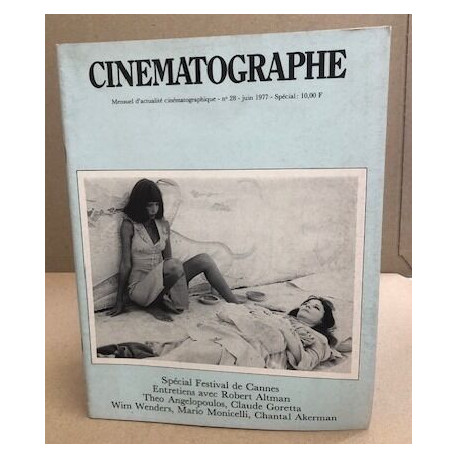 CINEMATOGRAPHE
Mensuel d'actualité cinématographique - n° 28 - juin 1977 - Spécial : 10,00 F
Spécial Festival de Cannes
Entretiens avec Robert Altman
Theo Angelopoulos, Claude Goretta
Wim Wenders, Mario Monicelli, Chantal Akerman